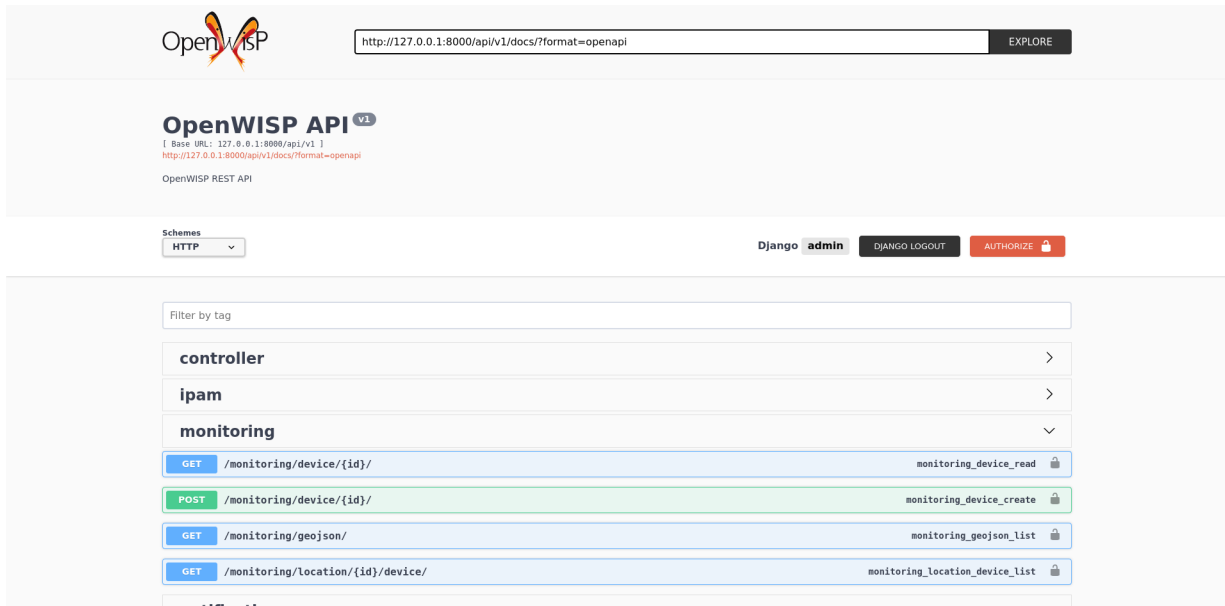 OpenWISP
http://127.0.0.1:8000/api/v1/docs/?format=openapi EXPLORE
OpenWISP API v1
[ Base URL: 127.0.0.1:8000/api/v1 ]
http://127.0.0.1:8000/api/v1/docs/?format=openapi
OpenWISP REST API
Schemes
HTTP
Django admin DJANGO LOGOUT AUTHORIZE
Filter by tag
controller
ipam
monitoring
GET /monitoring/device/{id}/ monitoring_device_read
POST /monitoring/device/{id}/ monitoring_device_create
GET /monitoring/geojson/ monitoring_geojson_list
GET /monitoring/location/{id}/device/ monitoring_location_device_list